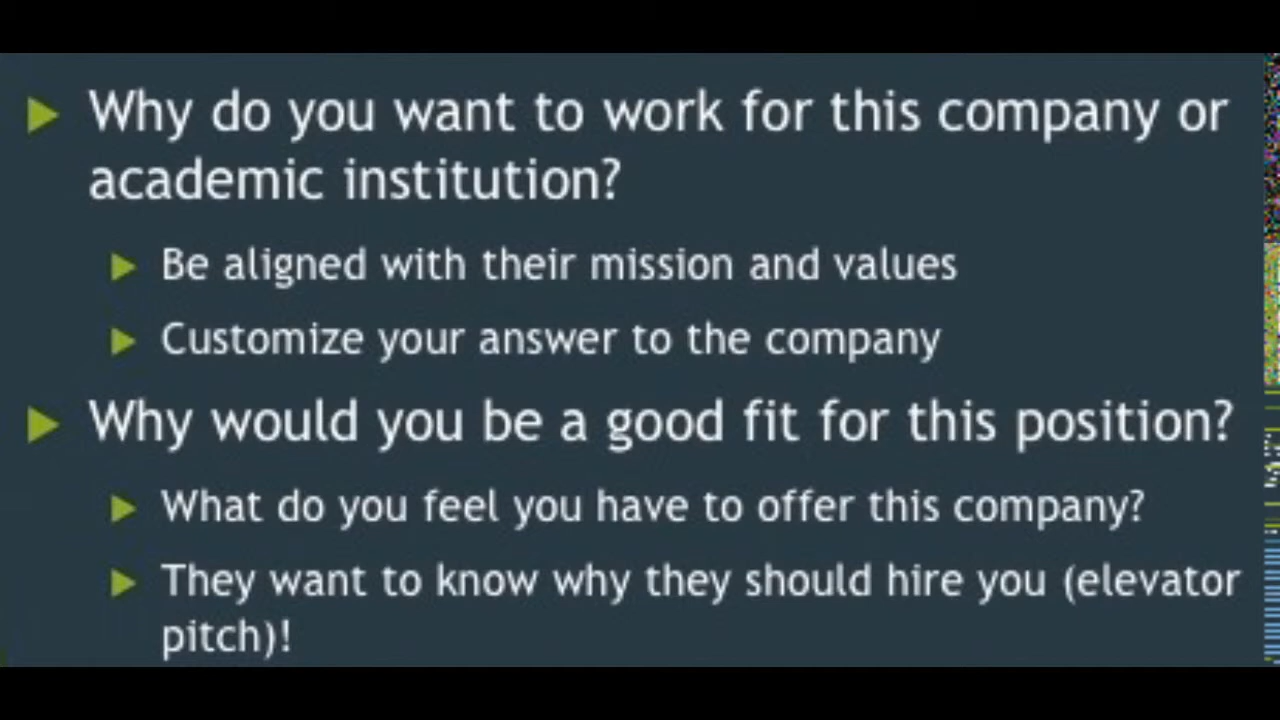 Why do you want to work for this company or
academic institution?
Be aligned with their mission and values
Customize your answer to the company
Why would you be a good fit for this position?
What do you feel you have to offer this company?
They want to know why they should hire you (elevator
pitch)!